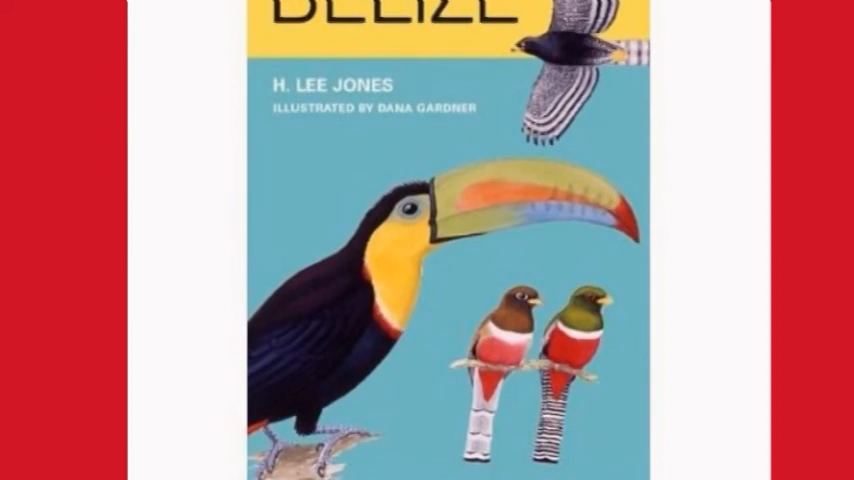 BELIZE
H. LEE JONES
ILLUSTRATED BY DANA GARDNER